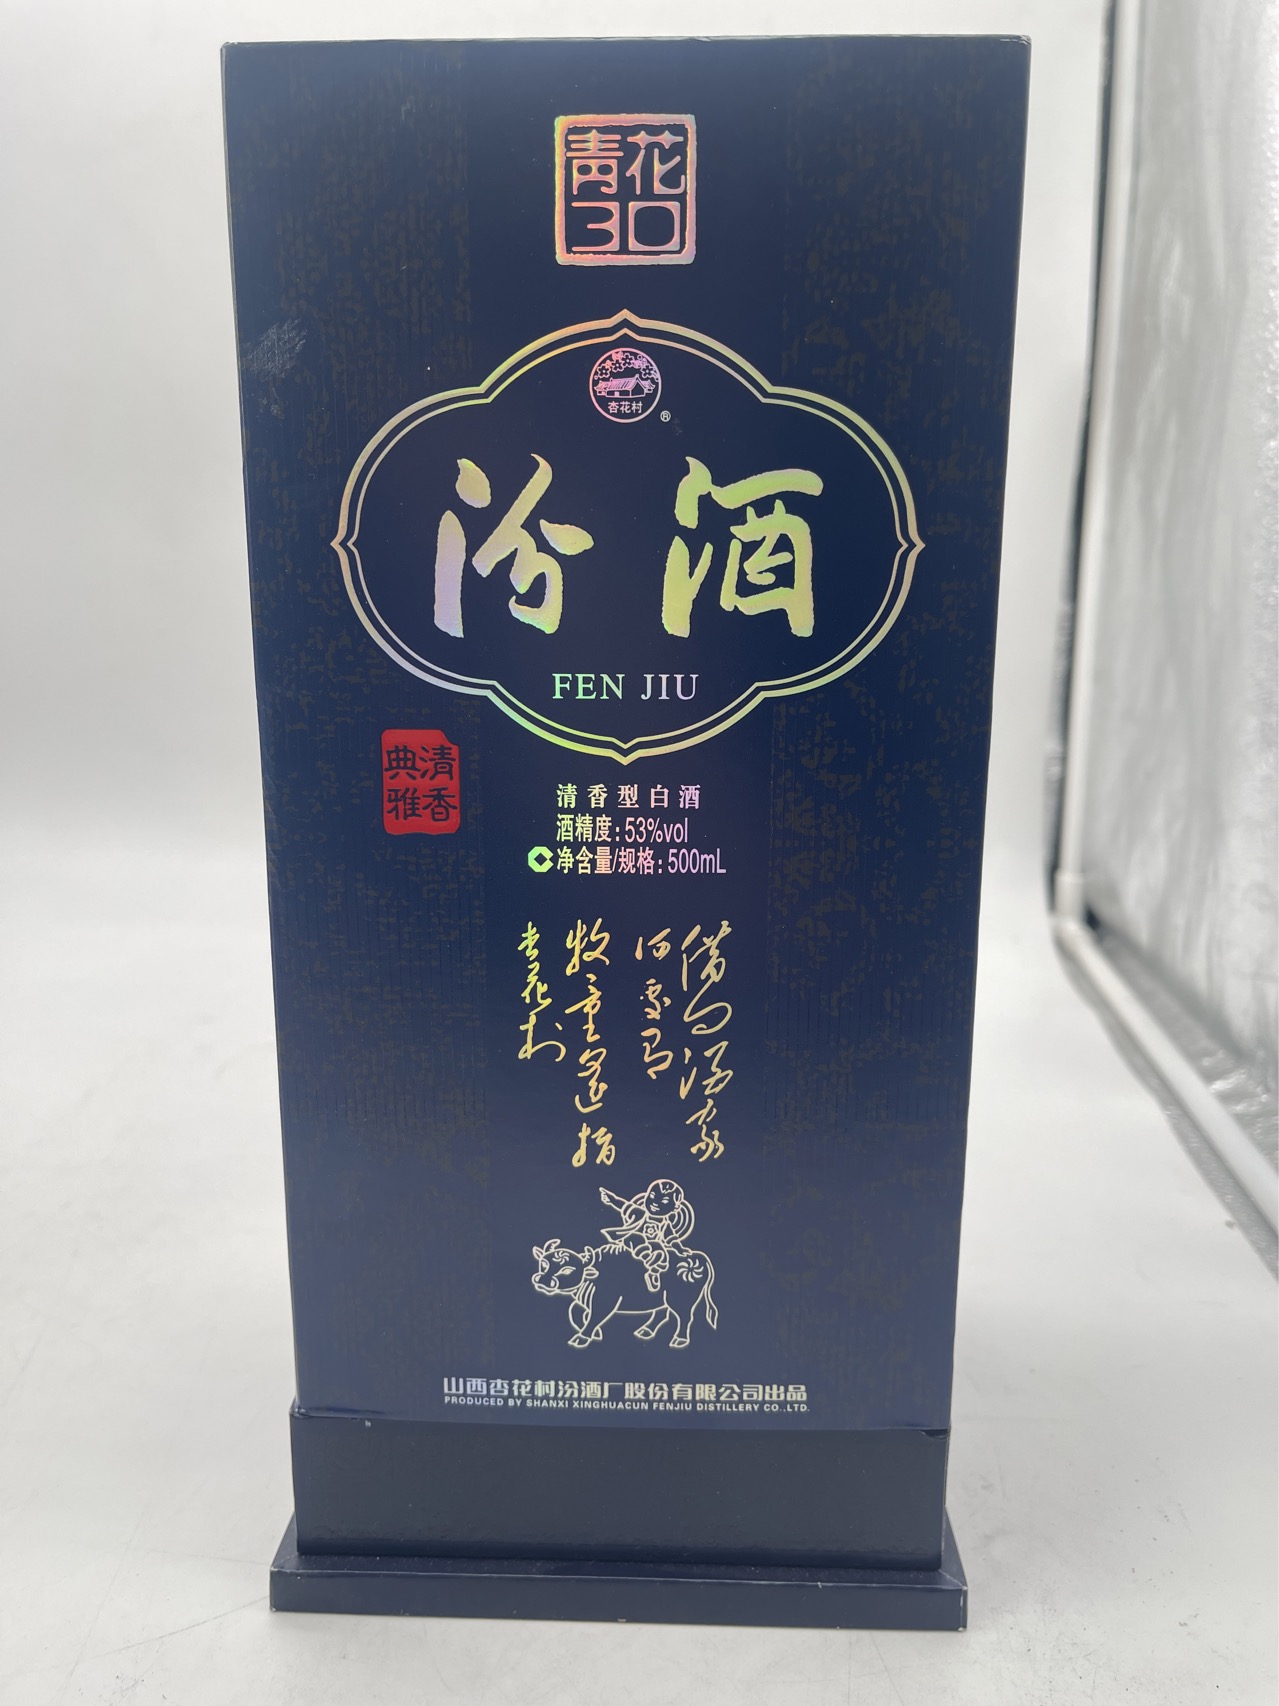 青花
30
杏花村
®
汾酒
FEN JIU
清香
典雅
清香型白酒
酒精度:53%vol
净含量/规格:500mL
借问酒家
何处有
牧童遥指
杏花村
山西杏花村汾酒厂股份有限公司出品
PRODUCED BY SHANXI XINGHUACUN FENJIU DISTILLERY CO.,LTD.